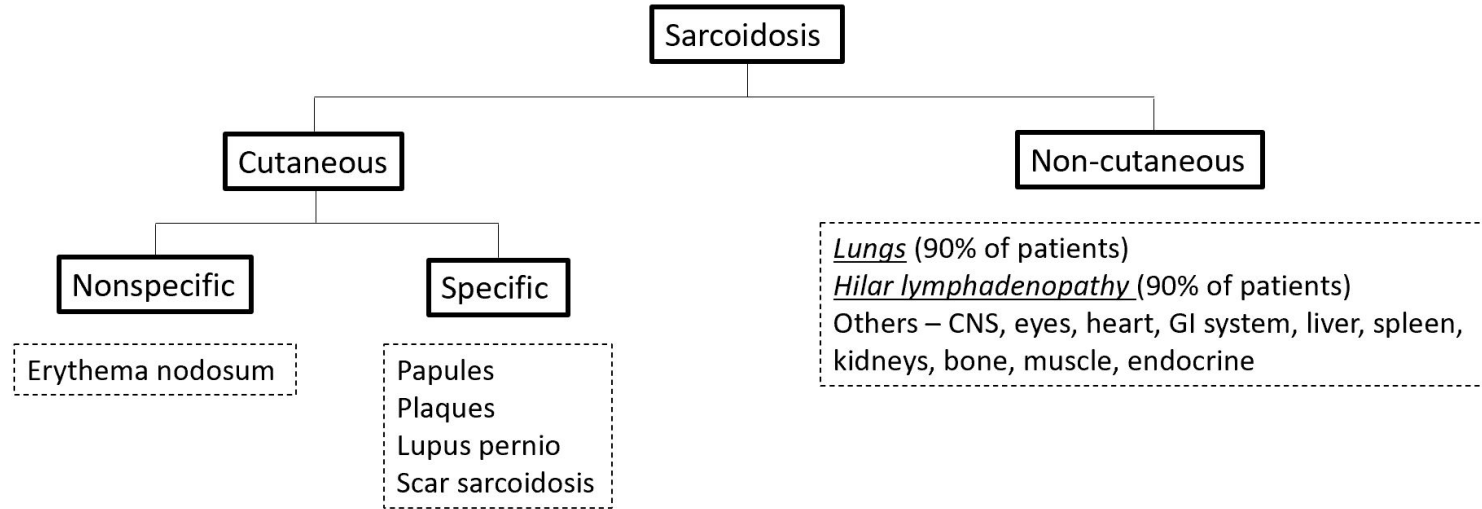 Sarcoidosis
Cutaneous
Non-cutaneous
Nonspecific
Specific
Erythema nodosum
Papules
Plaques
Lupus pernio
Scar sarcoidosis
Lungs (90% of patients)
Hilar lymphadenopathy (90% of patients)
Others – CNS, eyes, heart, GI system, liver, spleen,
kidneys, bone, muscle, endocrine